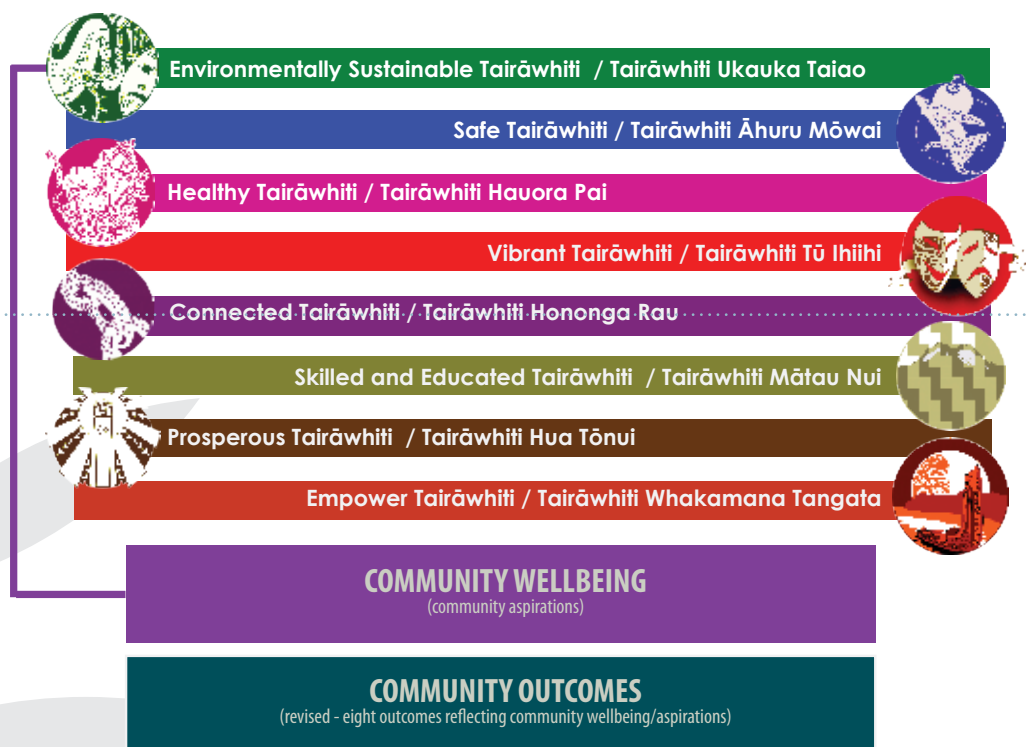 Environmentally Sustainable Tairāwhiti / Tairāwhiti Ukauka Taiao
Safe Tairāwhiti / Tairāwhiti Āhuru Mōwai
Healthy Tairāwhiti / Tairāwhiti Hauora Pai
Vibrant Tairāwhiti / Tairāwhiti Tū Ihiihi
Connected Tairāwhiti / Tairāwhiti Hononga Rau
Skilled and Educated Tairāwhiti / Tairāwhiti Mātau Nui
Prosperous Tairāwhiti / Tairāwhiti Hua Tōnui
Empower Tairāwhiti / Tairāwhiti Whakamana Tangata
COMMUNITY WELLBEING
(community aspirations)
COMMUNITY OUTCOMES
(revised - eight outcomes reflecting community wellbeing/aspirations)